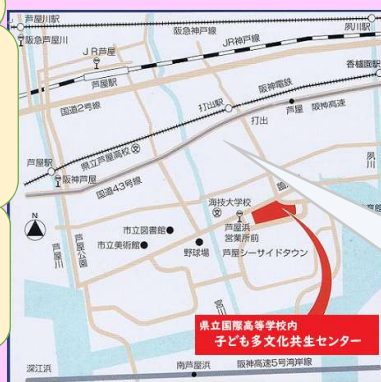 芦屋川駅
夙川駅
阪急神戸線
阪急芦屋川
JR神戸線
JR芦屋
芦屋駅
香櫨園駅
阪神電鉄
国道2号線
打出駅
芦屋
阪神高速
打出
県立芦屋高校
芦屋駅
夙川
阪神芦屋
国道43号線
海技大学校
N
市立図書館
芦屋浜
営業所前
市立美術館
芦屋川
芦屋公園
野球場
芦屋シーサイドタウン
県立国際高等学校内
子ども多文化共生センター
深江浜
南芦屋浜
阪神高速5号湾岸線